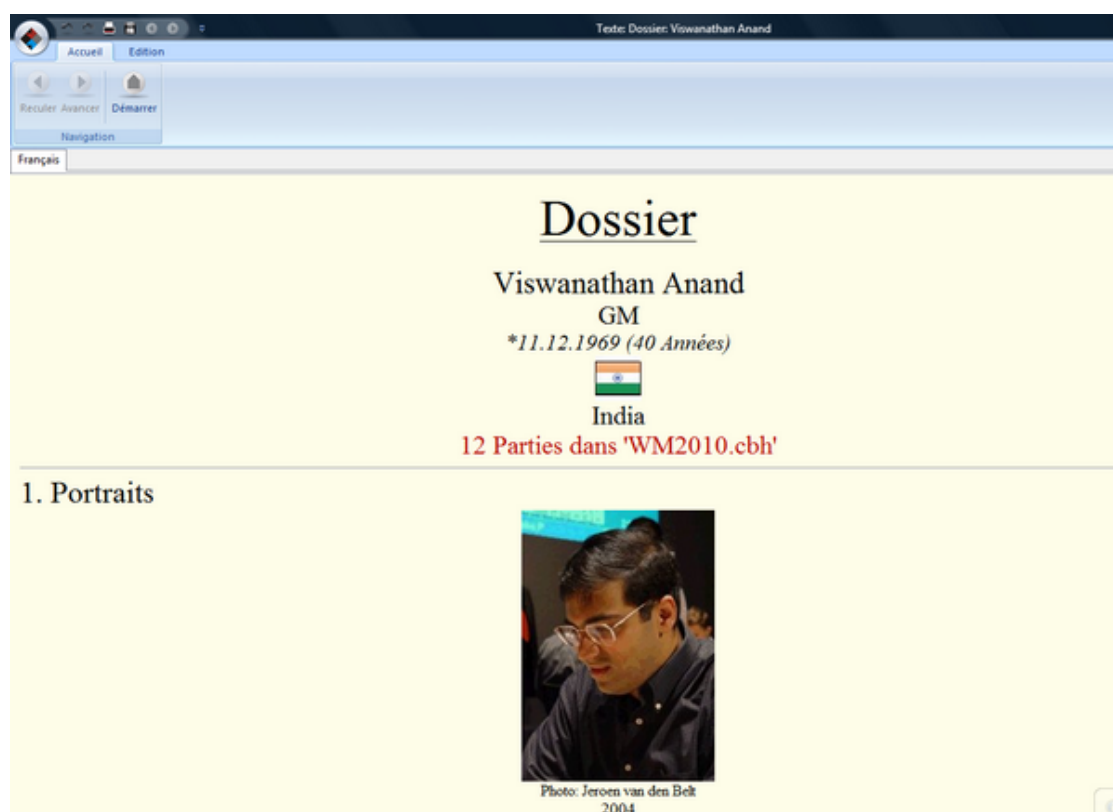 Texte: Dossier: Viswanathan Anand
Accueil Edition
Reculer Avancer Démarrer
Navigation
Français
Dossier
Viswanathan Anand
GM
*11.12.1969 (40 Années)
India
12 Parties dans 'WM2010.cbh'
1. Portraits
Photo: Jeroen van den Belt
2004